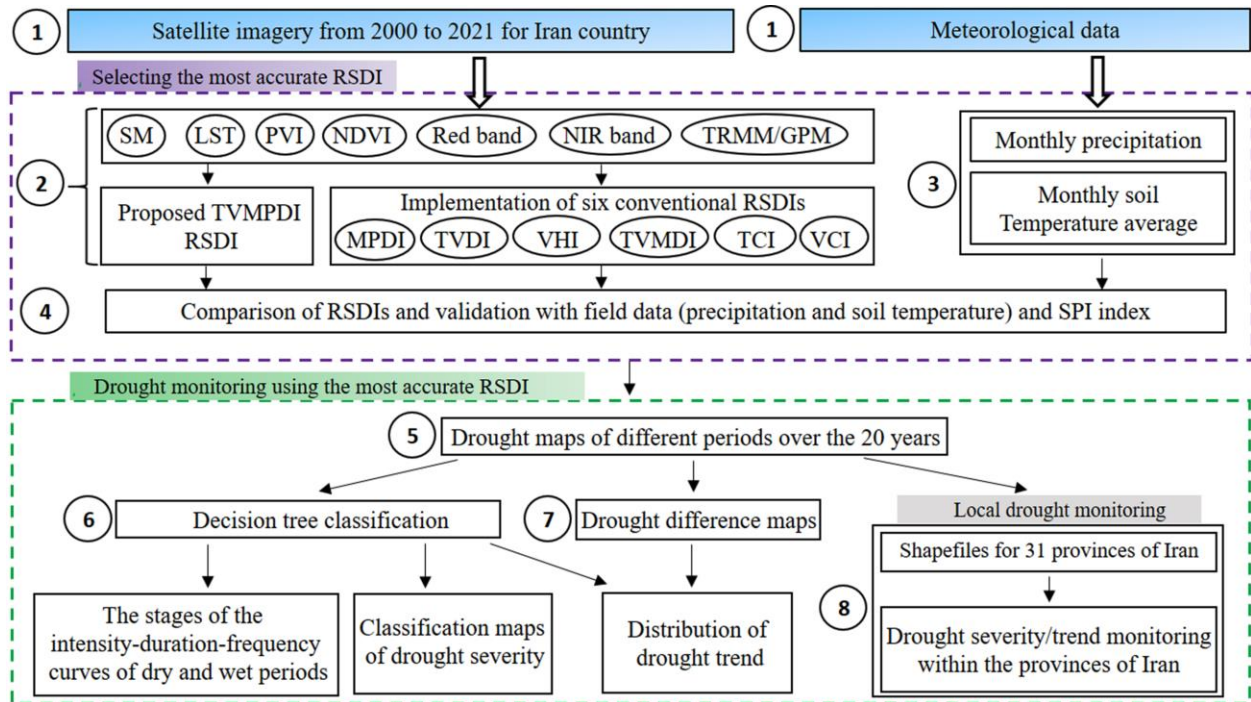 1
Satellite imagery from 2000 to 2021 for Iran country
1
Meteorological data
Selecting the most accurate RSDI
2
SM
LST
PVI
NDVI
Red band
NIR band
TRMM/GPM
Proposed TVMPDI
RSDI
Implementation of six conventional RSDIs
MPDI
TVDI
VHI
TVMDI
TCI
VCI
3
Monthly precipitation
Monthly soil
Temperature average
4
Comparison of RSDIs and validation with field data (precipitation and soil temperature) and SPI index
Drought monitoring using the most accurate RSDI
5
Drought maps of different periods over the 20 years
6
Decision tree classification
7
Drought difference maps
Local drought monitoring
Shapefiles for 31 provinces of Iran
8
Drought severity/trend monitoring
within the provinces of Iran
The stages of the
intensity-duration-frequency
curves of dry and wet periods
Classification maps
of drought severity
Distribution of
drought trend